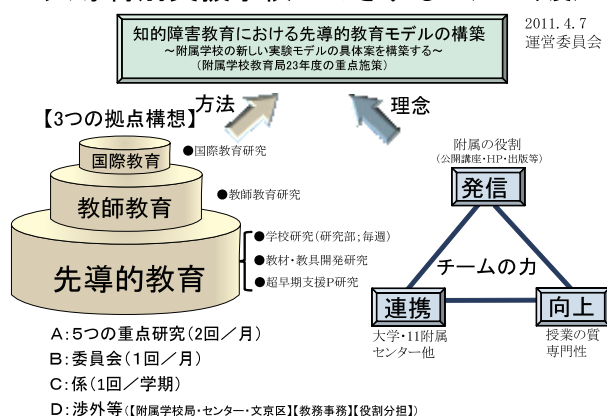 2011.4.7
運営委員会
知的障害教育における先導的教育モデルの構築
~附属学校の新しい実験モデルの具体案を構築する~
(附属学校教育局23年度の重点施策)
方法
理念
【3つの拠点構想】
国際教育
●国際教育研究
教師教育
●教師教育研究
先導的教育
●学校研究(研究部;毎週)
●教材・教具開発研究
●超早期支援P研究
附属の役割
(公開講座・HP・出版等)
発信
チームの力
連携
向上
大学・11附属
センター他
授業の質
専門性
A:5つの重点研究(2回/月)
B:委員会(1回/月)
C:係(1回/学期)
D:渉外等(【附属学校局・センター・文京区】【教務事務】【役割分担】)